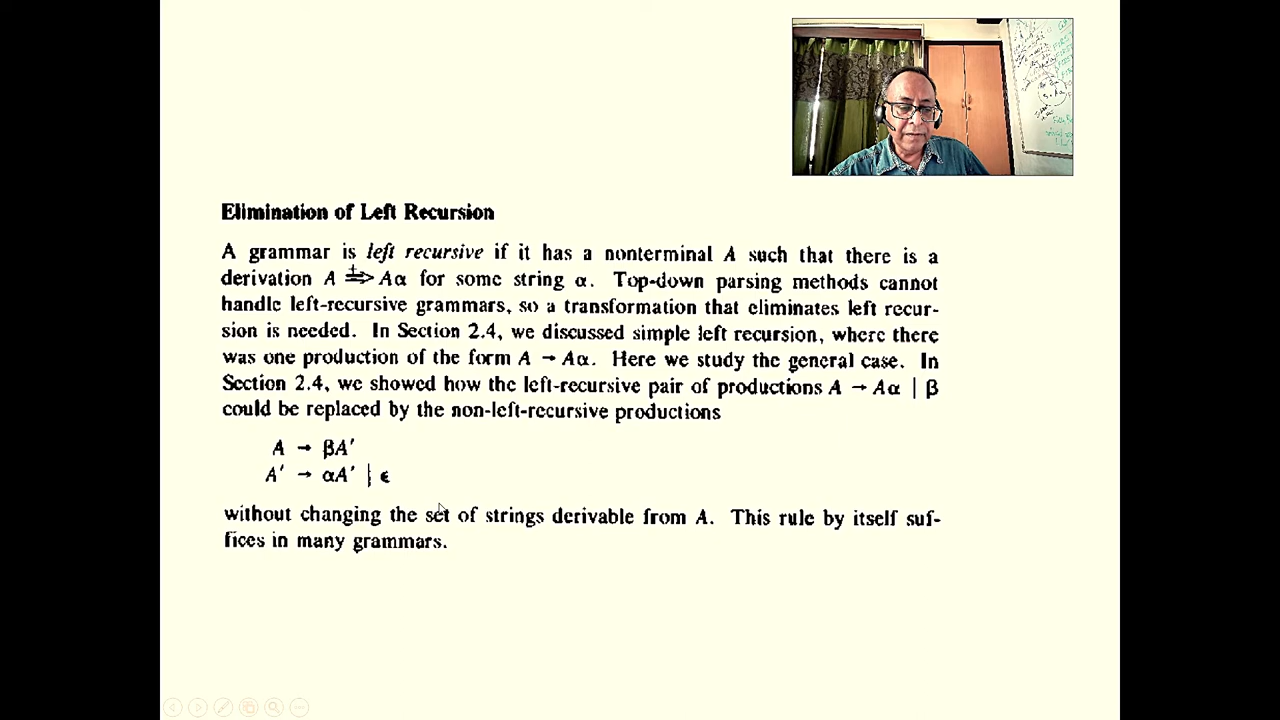 Elimination of Left Recursion
A grammar is left recursive if it has a nonterminal A such that there is a
derivation A ⇒+ Aα for some string α. Top-down parsing methods cannot
handle left-recursive grammars, so a transformation that eliminates left recur-
sion is needed. In Section 2.4, we discussed simple left recursion, where there
was one production of the form A → Aα. Here we study the general case. In
Section 2.4, we showed how the left-recursive pair of productions A → Aα | β
could be replaced by the non-left-recursive productions
A → βA′
A′ → αA′ | ϵ
without changing the set of strings derivable from A. This rule by itself suf-
fices in many grammars.